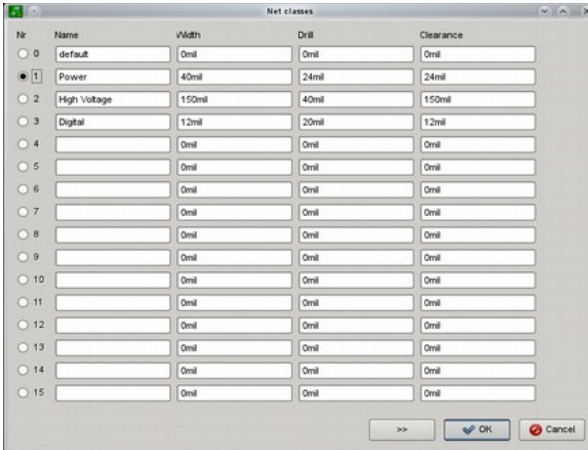 Net classes
Nr Name Width Drill Clearance
0 default 0mil 0mil 0mil
1 Power 40mil 24mil 24mil
2 High Voltage 150mil 40mil 150mil
3 Digital 12mil 20mil 12mil
4 0mil 0mil 0mil
5 0mil 0mil 0mil
6 0mil 0mil 0mil
7 0mil 0mil 0mil
8 0mil 0mil 0mil
9 0mil 0mil 0mil
10 0mil 0mil 0mil
11 0mil 0mil 0mil
12 0mil 0mil 0mil
13 0mil 0mil 0mil
14 0mil 0mil 0mil
15 0mil 0mil 0mil
>> OK Cancel